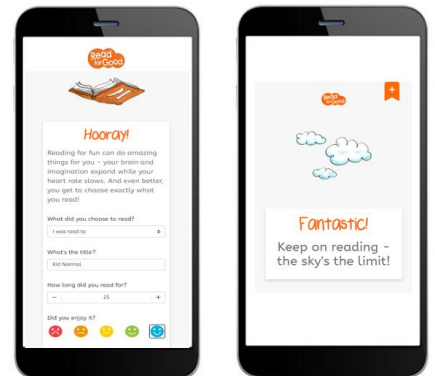 Read
for Good
Hooray!
Reading for fun can do amazing
things for you - your brain and
imagination expand while your
heart rate slows. And even better,
you get to choose exactly what
you read!
What did you choose to read?
I was read to
What's the title?
Kid Normal
How long did you read for?
- 25 +
Did you enjoy it?
Read
for Good
+
Fantastic!
Keep on reading -
the sky's the limit!